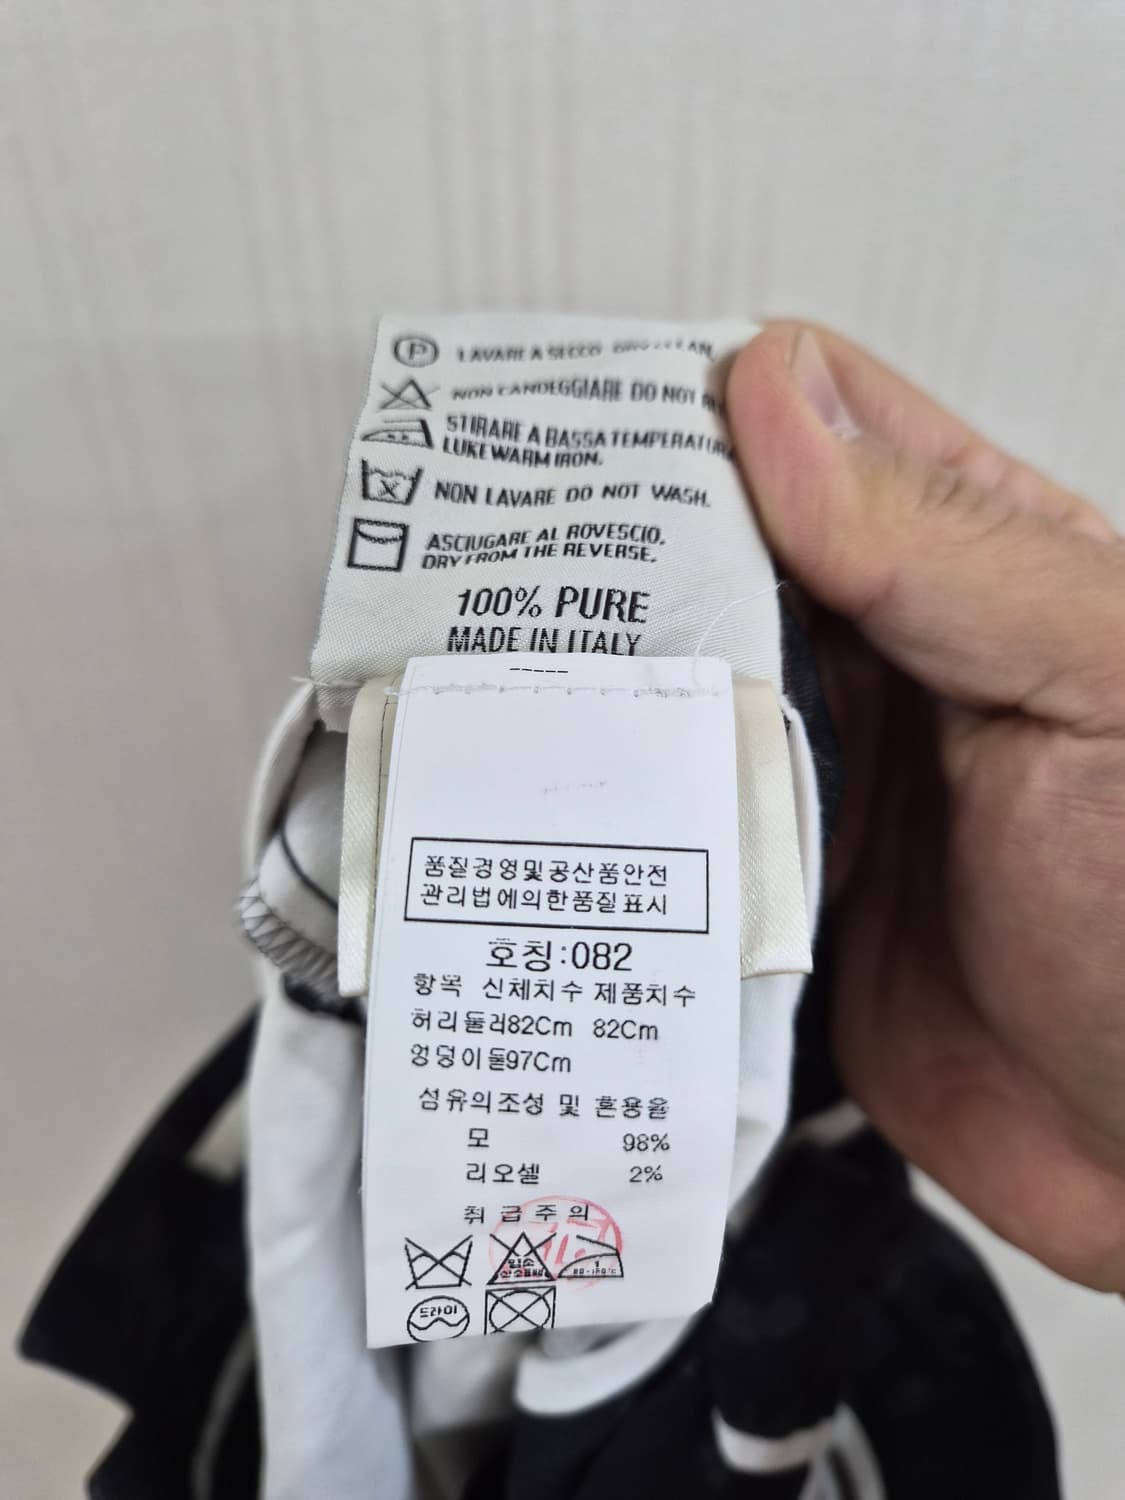 P LAVARE A SECCO DRY CLEAN
NON CANDEGGIARE DO NOT
STIRARE A BASSA TEMPERATURA
LUKEWARM IRON.
NON LAVARE DO NOT WASH.
ASCIUGARE AL ROVESCIO.
DRY FROM THE REVERSE.
100% PURE
MADE IN ITALY
품질경영및공산품안전
관리법에의한품질표시
호칭:082
항목 신체치수 제품치수
허리둘러82Cm 82Cm
엉덩이둘97Cm
섬유의조성 및 혼용율
모 98%
리오셀 2%
취급주의
드라이